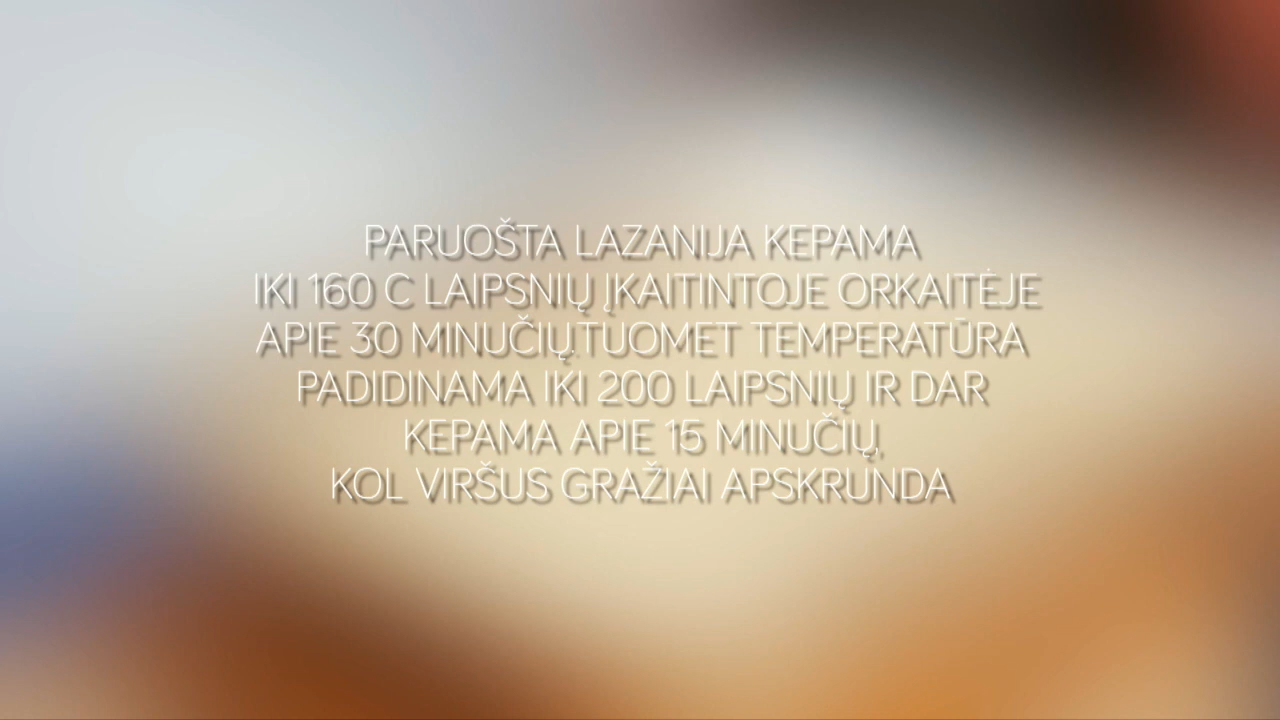 PARUOŠTA LAZANIJA KEPAMA
IKI 160 C LAIPSNIŲ ĮKAITINTOJE ORKAITĖJE
APIE 30 MINUČIŲ.TUOMET TEMPERATŪRA
PADIDINAMA IKI 200 LAIPSNIŲ IR DAR
KEPAMA APIE 15 MINUČIŲ,
KOL VIRŠUS GRAŽIAI APSKRUNDA